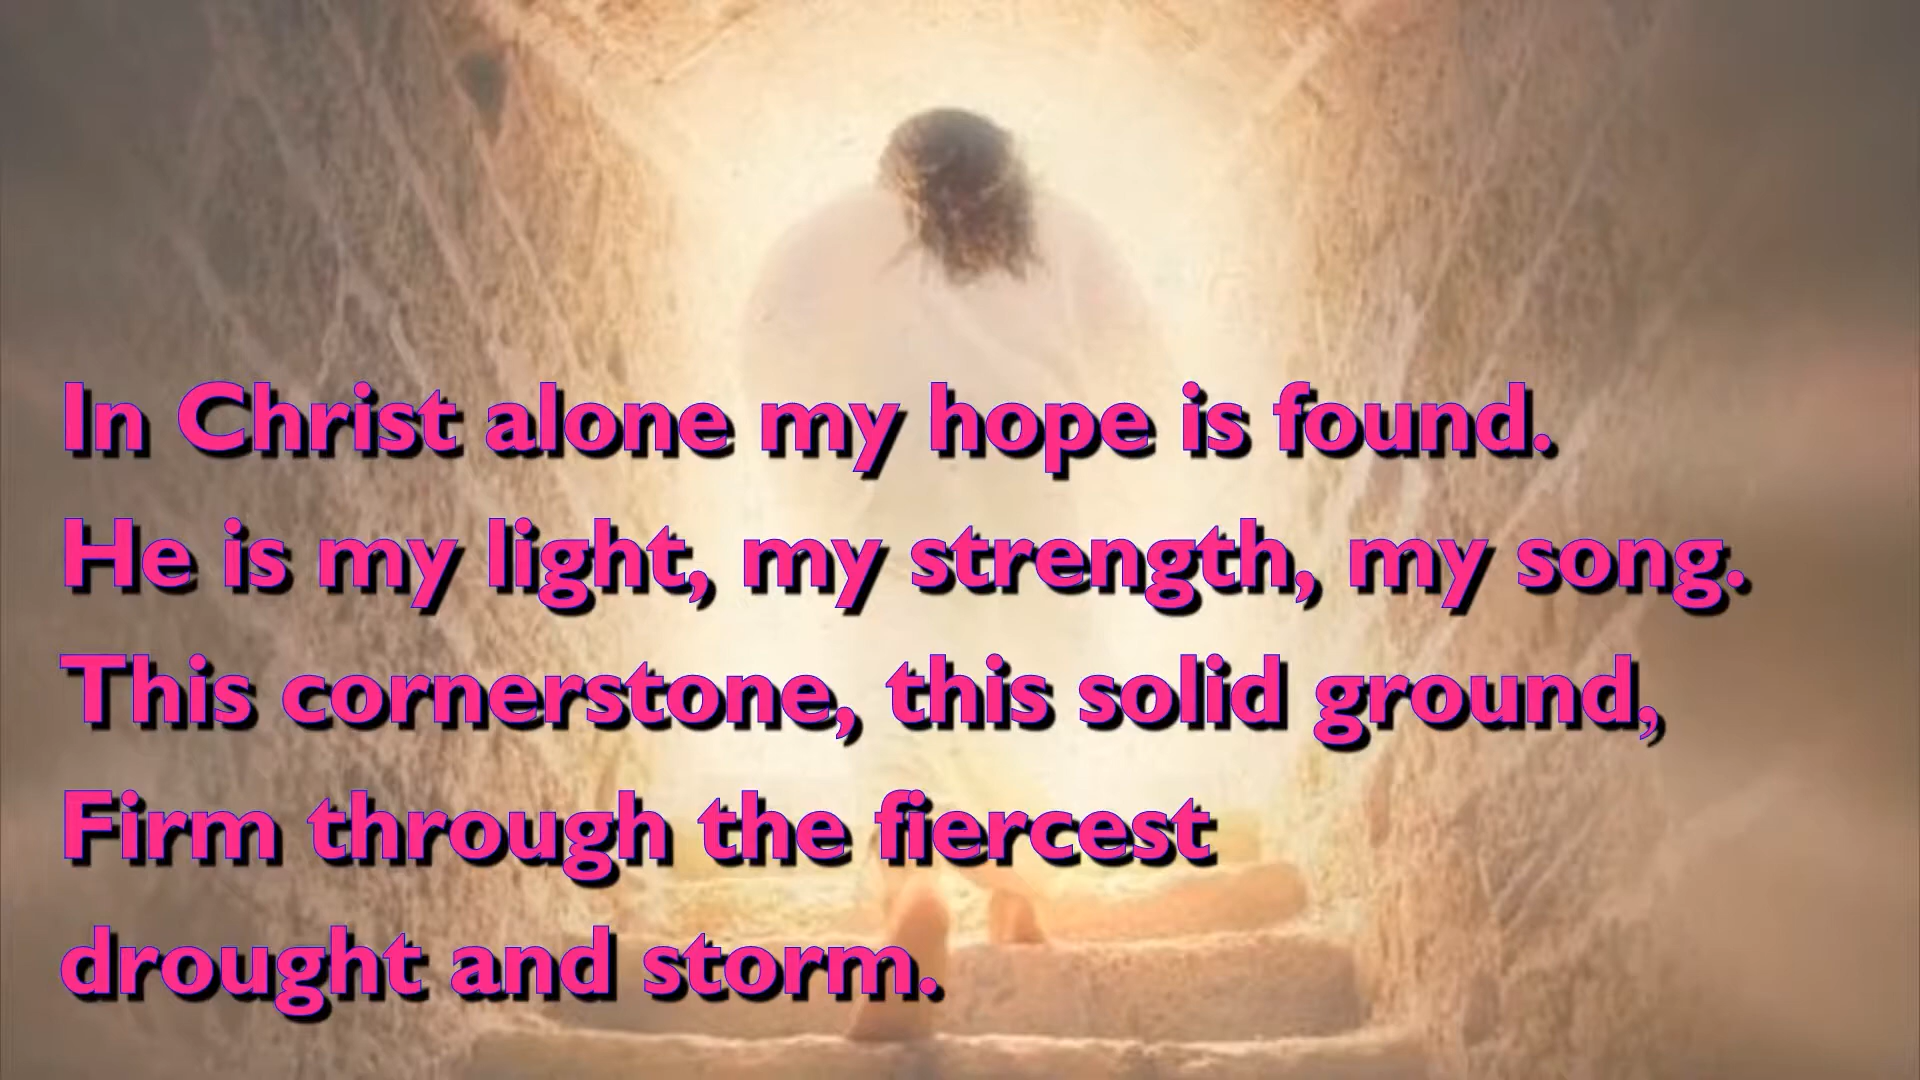 In Christ alone my hope is found.
He is my light, my strength, my song.
This cornerstone, this solid ground,
Firm through the fiercest
drought and storm.